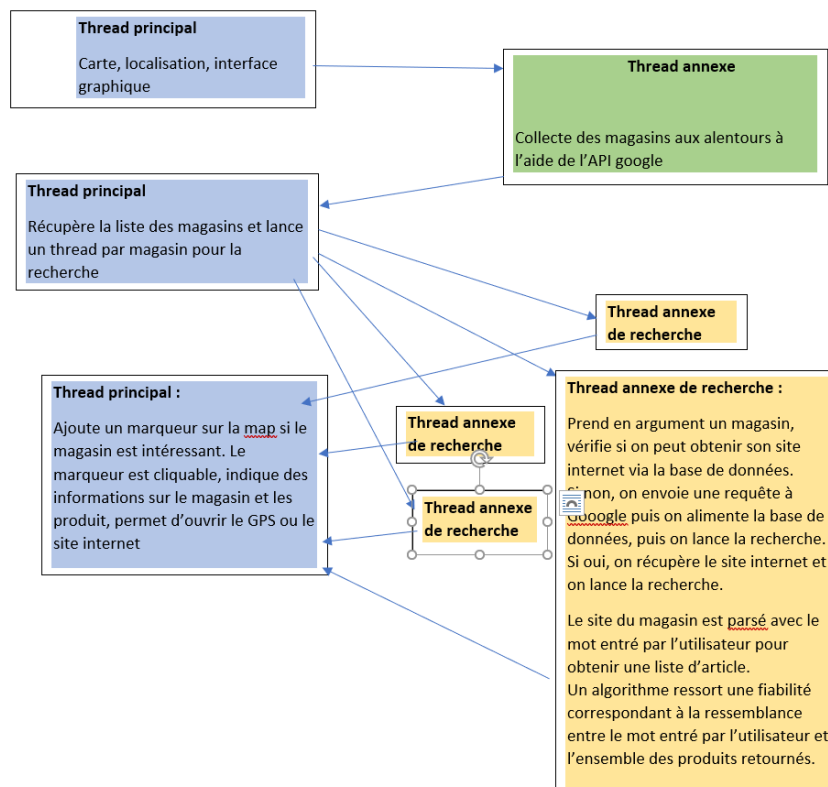 Thread principal
Carte, localisation, interface
graphique
Thread annexe
Collecte des magasins aux alentours à
l'aide de l'API google
Thread principal
Récupère la liste des magasins et lance
un thread par magasin pour la
recherche
Thread annexe
de recherche
Thread principal :
Ajoute un marqueur sur la map si le
magasin est intéressant. Le
marqueur est cliquable, indique des
informations sur le magasin et les
produit, permet d'ouvrir le GPS ou le
site internet
Thread annexe
de recherche
Thread annexe
de recherche
Thread annexe de recherche :
Prend en argument un magasin,
vérifie si on peut obtenir son site
internet via la base de données.
Sinon, on envoie une requête à
puis on alimente la base de
données, puis on lance la recherche.
Si oui, on récupère le site internet et
on lance la recherche.
Le site du magasin est parsé avec le
mot entré par l'utilisateur pour
obtenir une liste d'article.
Un algorithme ressort une fiabilité
correspondant à la ressemblance
entre le mot entré par l'utilisateur et
l'ensemble des produits retournés.